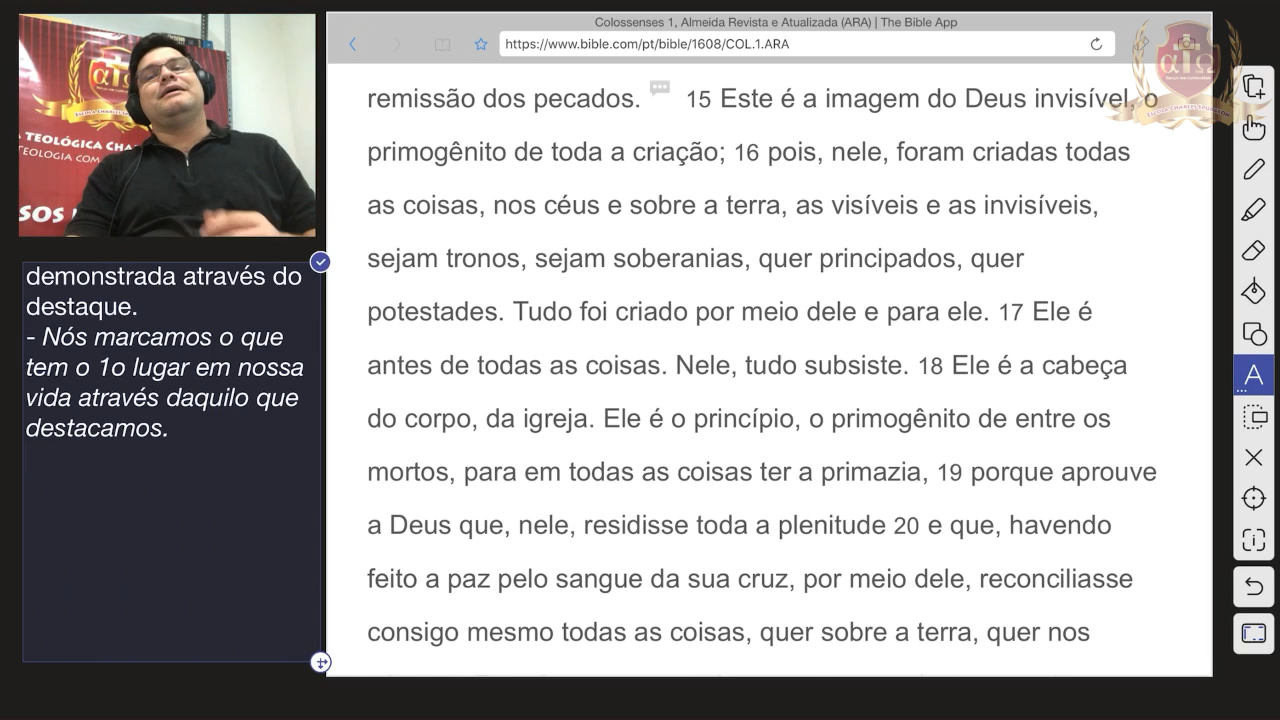 Colossenses 1, Almeida Revista e Atualizada (ARA) | The Bible App
https://www.bible.com/pt/bible/1608/COL.1.ARA
TEOLÓGICA CHA
TEOLOGIA COM
SOS
demonstrada através do
destaque.
- Nós marcamos o que
tem o 1o lugar em nossa
vida através daquilo que
destacamos.
remissão dos pecados. 15 Este é a imagem do Deus invisível, o
primogênito de toda a criação; 16 pois, nele, foram criadas todas
as coisas, nos céus e sobre a terra, as visíveis e as invisíveis,
sejam tronos, sejam soberanias, quer principados, quer
potestades. Tudo foi criado por meio dele e para ele. 17 Ele é
antes de todas as coisas. Nele, tudo subsiste. 18 Ele é a cabeça
do corpo, da igreja. Ele é o princípio, o primogênito de entre os
mortos, para em todas as coisas ter a primazia, 19 porque aprouve
a Deus que, nele, residisse toda a plenitude 20 e que, havendo
feito a paz pelo sangue da sua cruz, por meio dele, reconciliasse
consigo mesmo todas as coisas, quer sobre a terra, quer nos
A